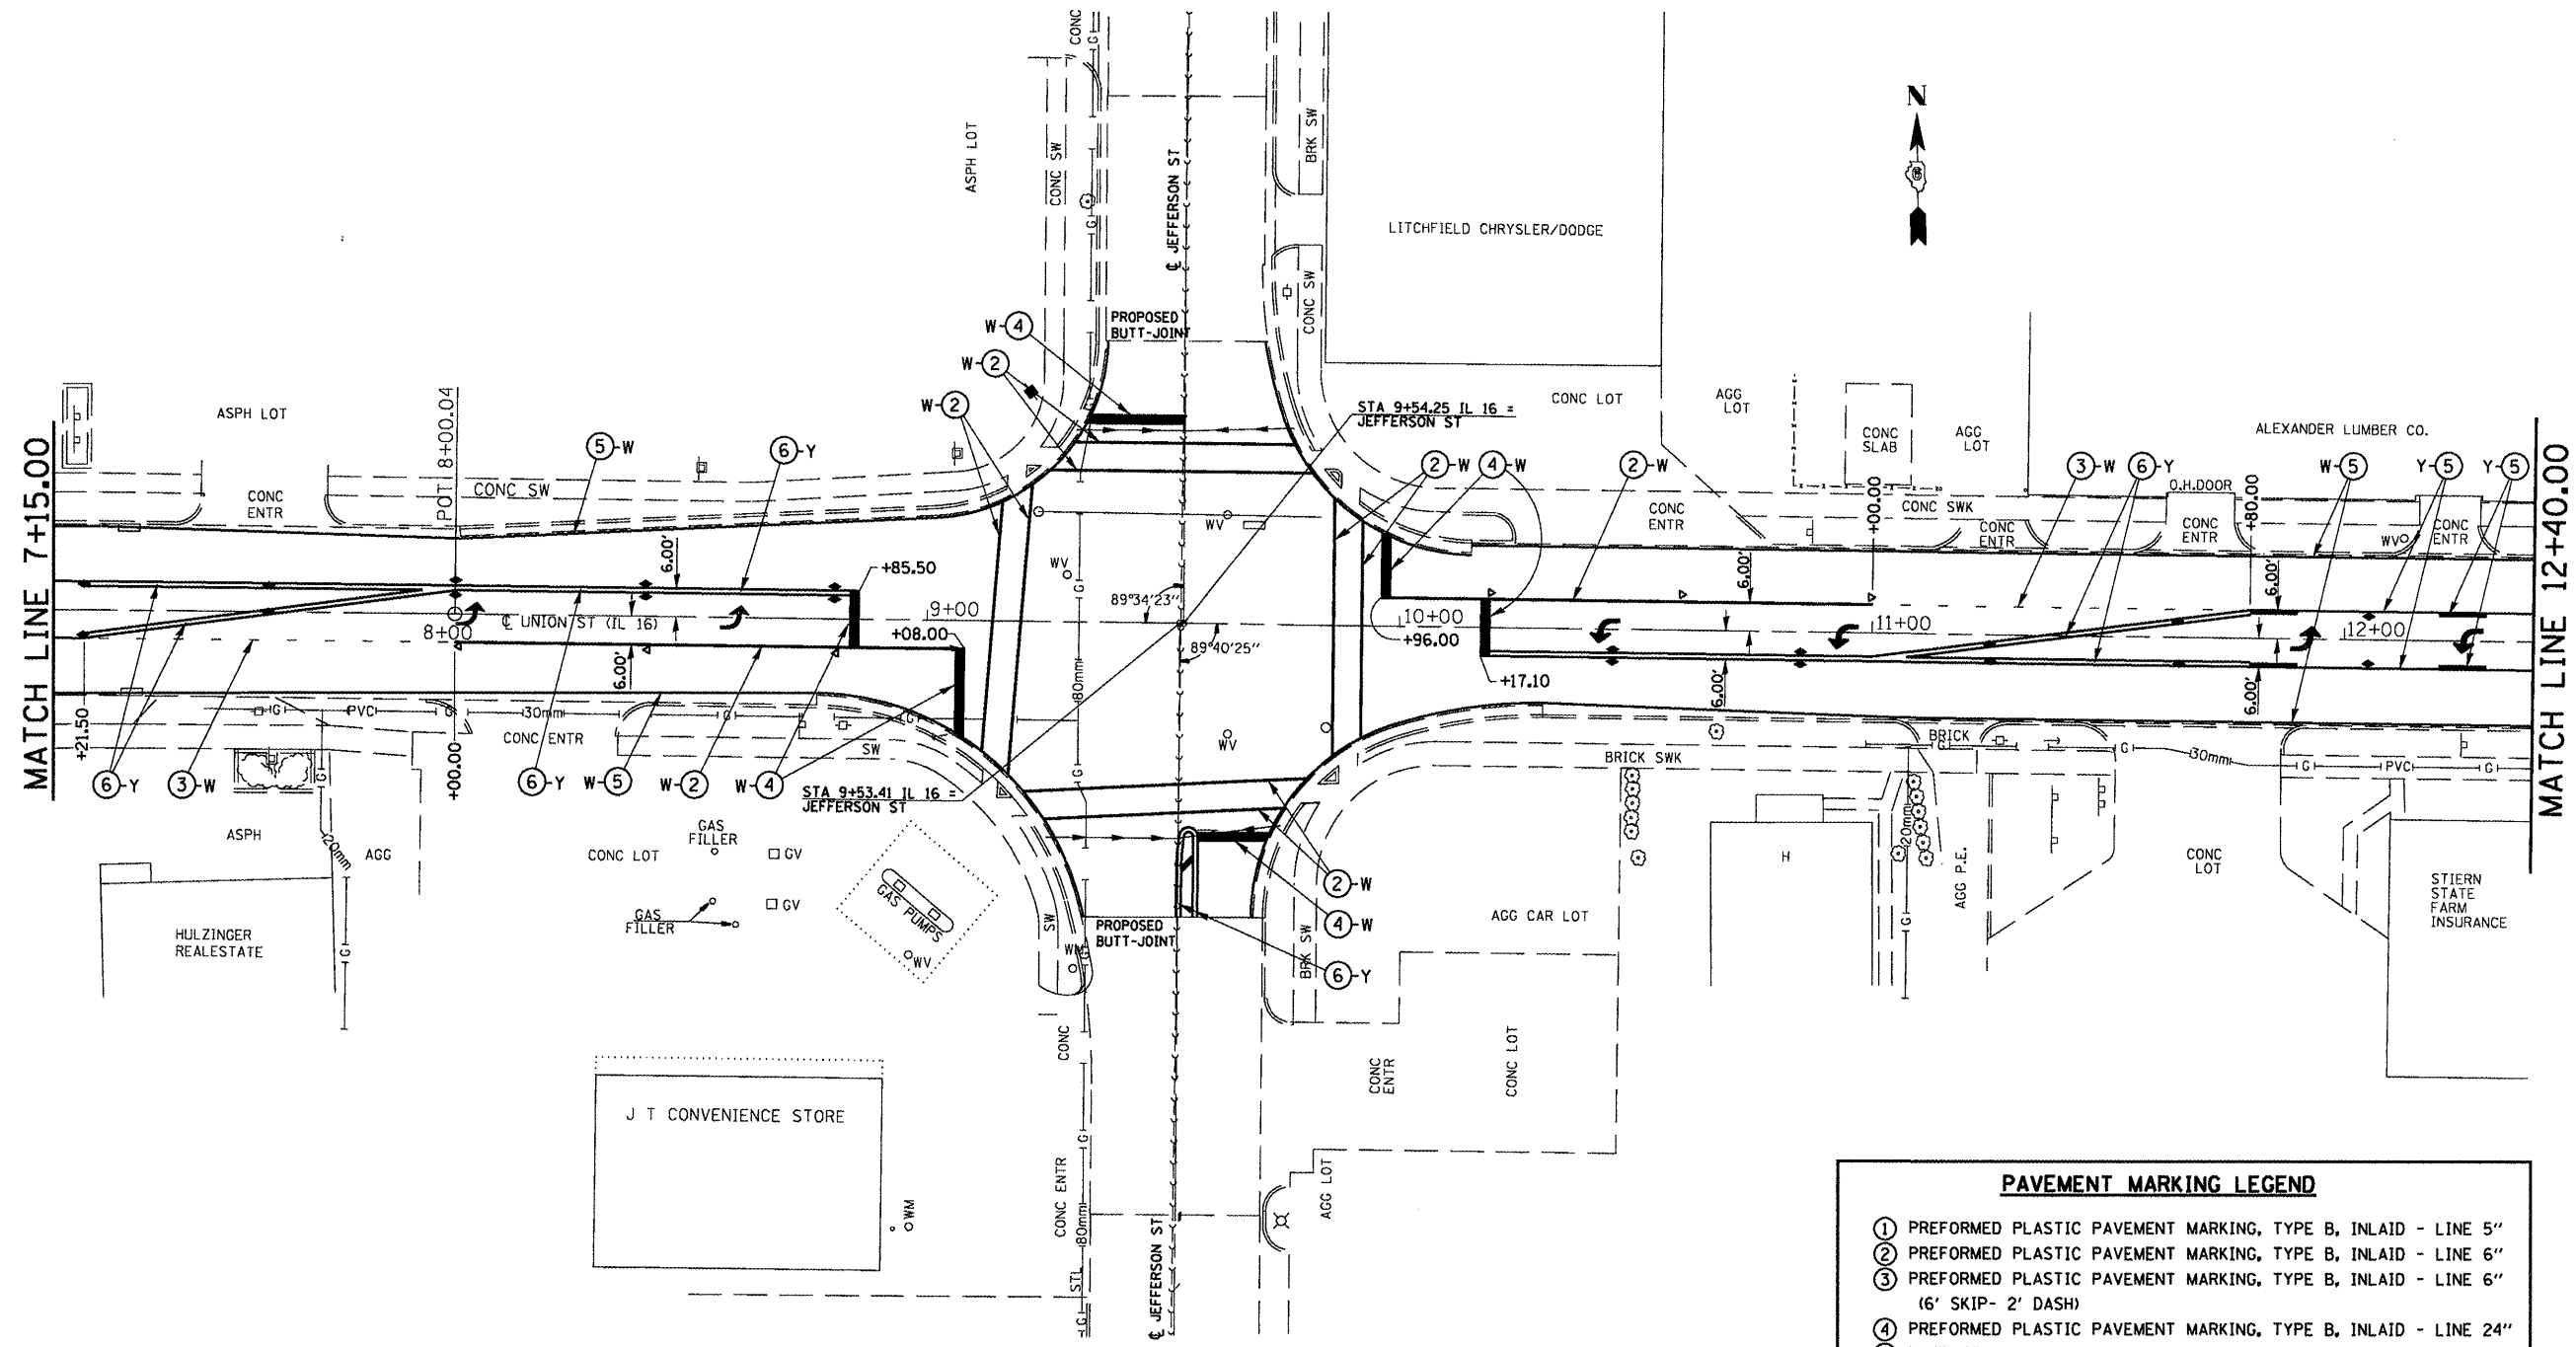 CONC
ASPH LOT
CONC SW
G
G
℄ JEFFERSON ST
BRK SW
CONC SW
LITCHFIELD CHRYSLER/DODGE
N
PROPOSED
BUTT-JOINT
W-4
W-2
W-2
MATCH LINE 7+15.00
ASPH LOT
CONC
ENTR
POT 8+00.04
CONC SW
5-W
6-Y
STA 9+54.25 IL 16 =
JEFFERSON ST
CONC LOT
AGG
LOT
CONC
SLAB
AGG
LOT
ALEXANDER LUMBER CO.
2-W
4-W
2-W
3-W
6-Y
W-5
Y-5
Y-5
MATCH LINE 12+40.00
O.H.DOOR
+00.00
+80.00
CONC SWK
CONC
ENTR
CONC
ENTR
CONC
ENTR
CONC
ENTR
WV
WV
WV
WV
G
80mm
G
6.00'
6.00'
6.00'
+85.50
8+00
℄ UNION ST (IL 16)
9+00
+08.00
89°34'23"
89°40'25"
10+00
+96.00
+17.10
11+00
12+00
6.00'
6.00'
6.00'
6.00'
+21.50
+00.00
G
PVC
G
30mm
G
G
CONC ENTR
SW
6-Y
3-W
6-Y
W-5
W-2
W-4
STA 9+53.41 IL 16 =
JEFFERSON ST
BRICK SWK
BRICK
G
G
30mm
G
PVC
G
ASPH
G
20mm
AGG
G
HULZINGER
REALESTATE
CONC LOT
GAS
FILLER
GV
GV
GAS
FILLER
GAS PUMPS
WV
SW
WM
PROPOSED
BUTT-JOINT
BRK SW
2-W
4-W
6-Y
AGG CAR LOT
H
20mm
G
AGG P.E.
CONC
LOT
STIERN
STATE
FARM
INSURANCE
CONC
CONC
ENTR
CONC LOT
J T CONVENIENCE STORE
WM
G
CONC ENTR
80mm
STL
G
℄ JEFFERSON ST
AGG LOT
PAVEMENT MARKING LEGEND
1 PREFORMED PLASTIC PAVEMENT MARKING, TYPE B, INLAID - LINE 5"
2 PREFORMED PLASTIC PAVEMENT MARKING, TYPE B, INLAID - LINE 6"
3 PREFORMED PLASTIC PAVEMENT MARKING, TYPE B, INLAID - LINE 6"
(6' SKIP- 2' DASH)
4 PREFORMED PLASTIC PAVEMENT MARKING, TYPE B, INLAID - LINE 24"